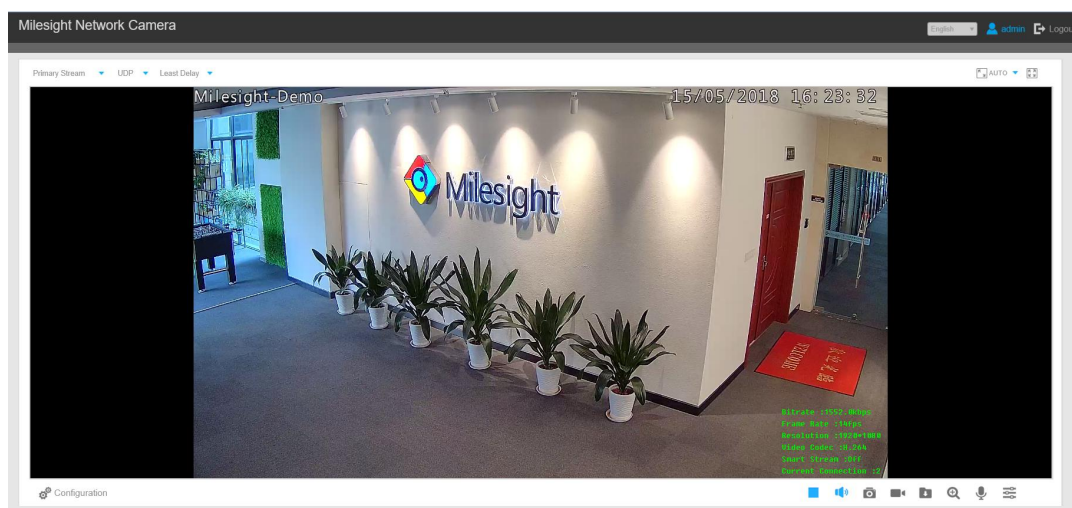 Milesight Network Camera
English
admin
Logou
Primary Stream UDP Least Delay
AUTO
Milesight-Demo
15/05/2018 16:23:32
Milesight
WELCOME
Bitrate :1552.0Kbps
Frame Rate :14fps
Resolution :1920*1080
Video Codec :H.264
Smart Stream :Off
Current Connection :2
Configuration